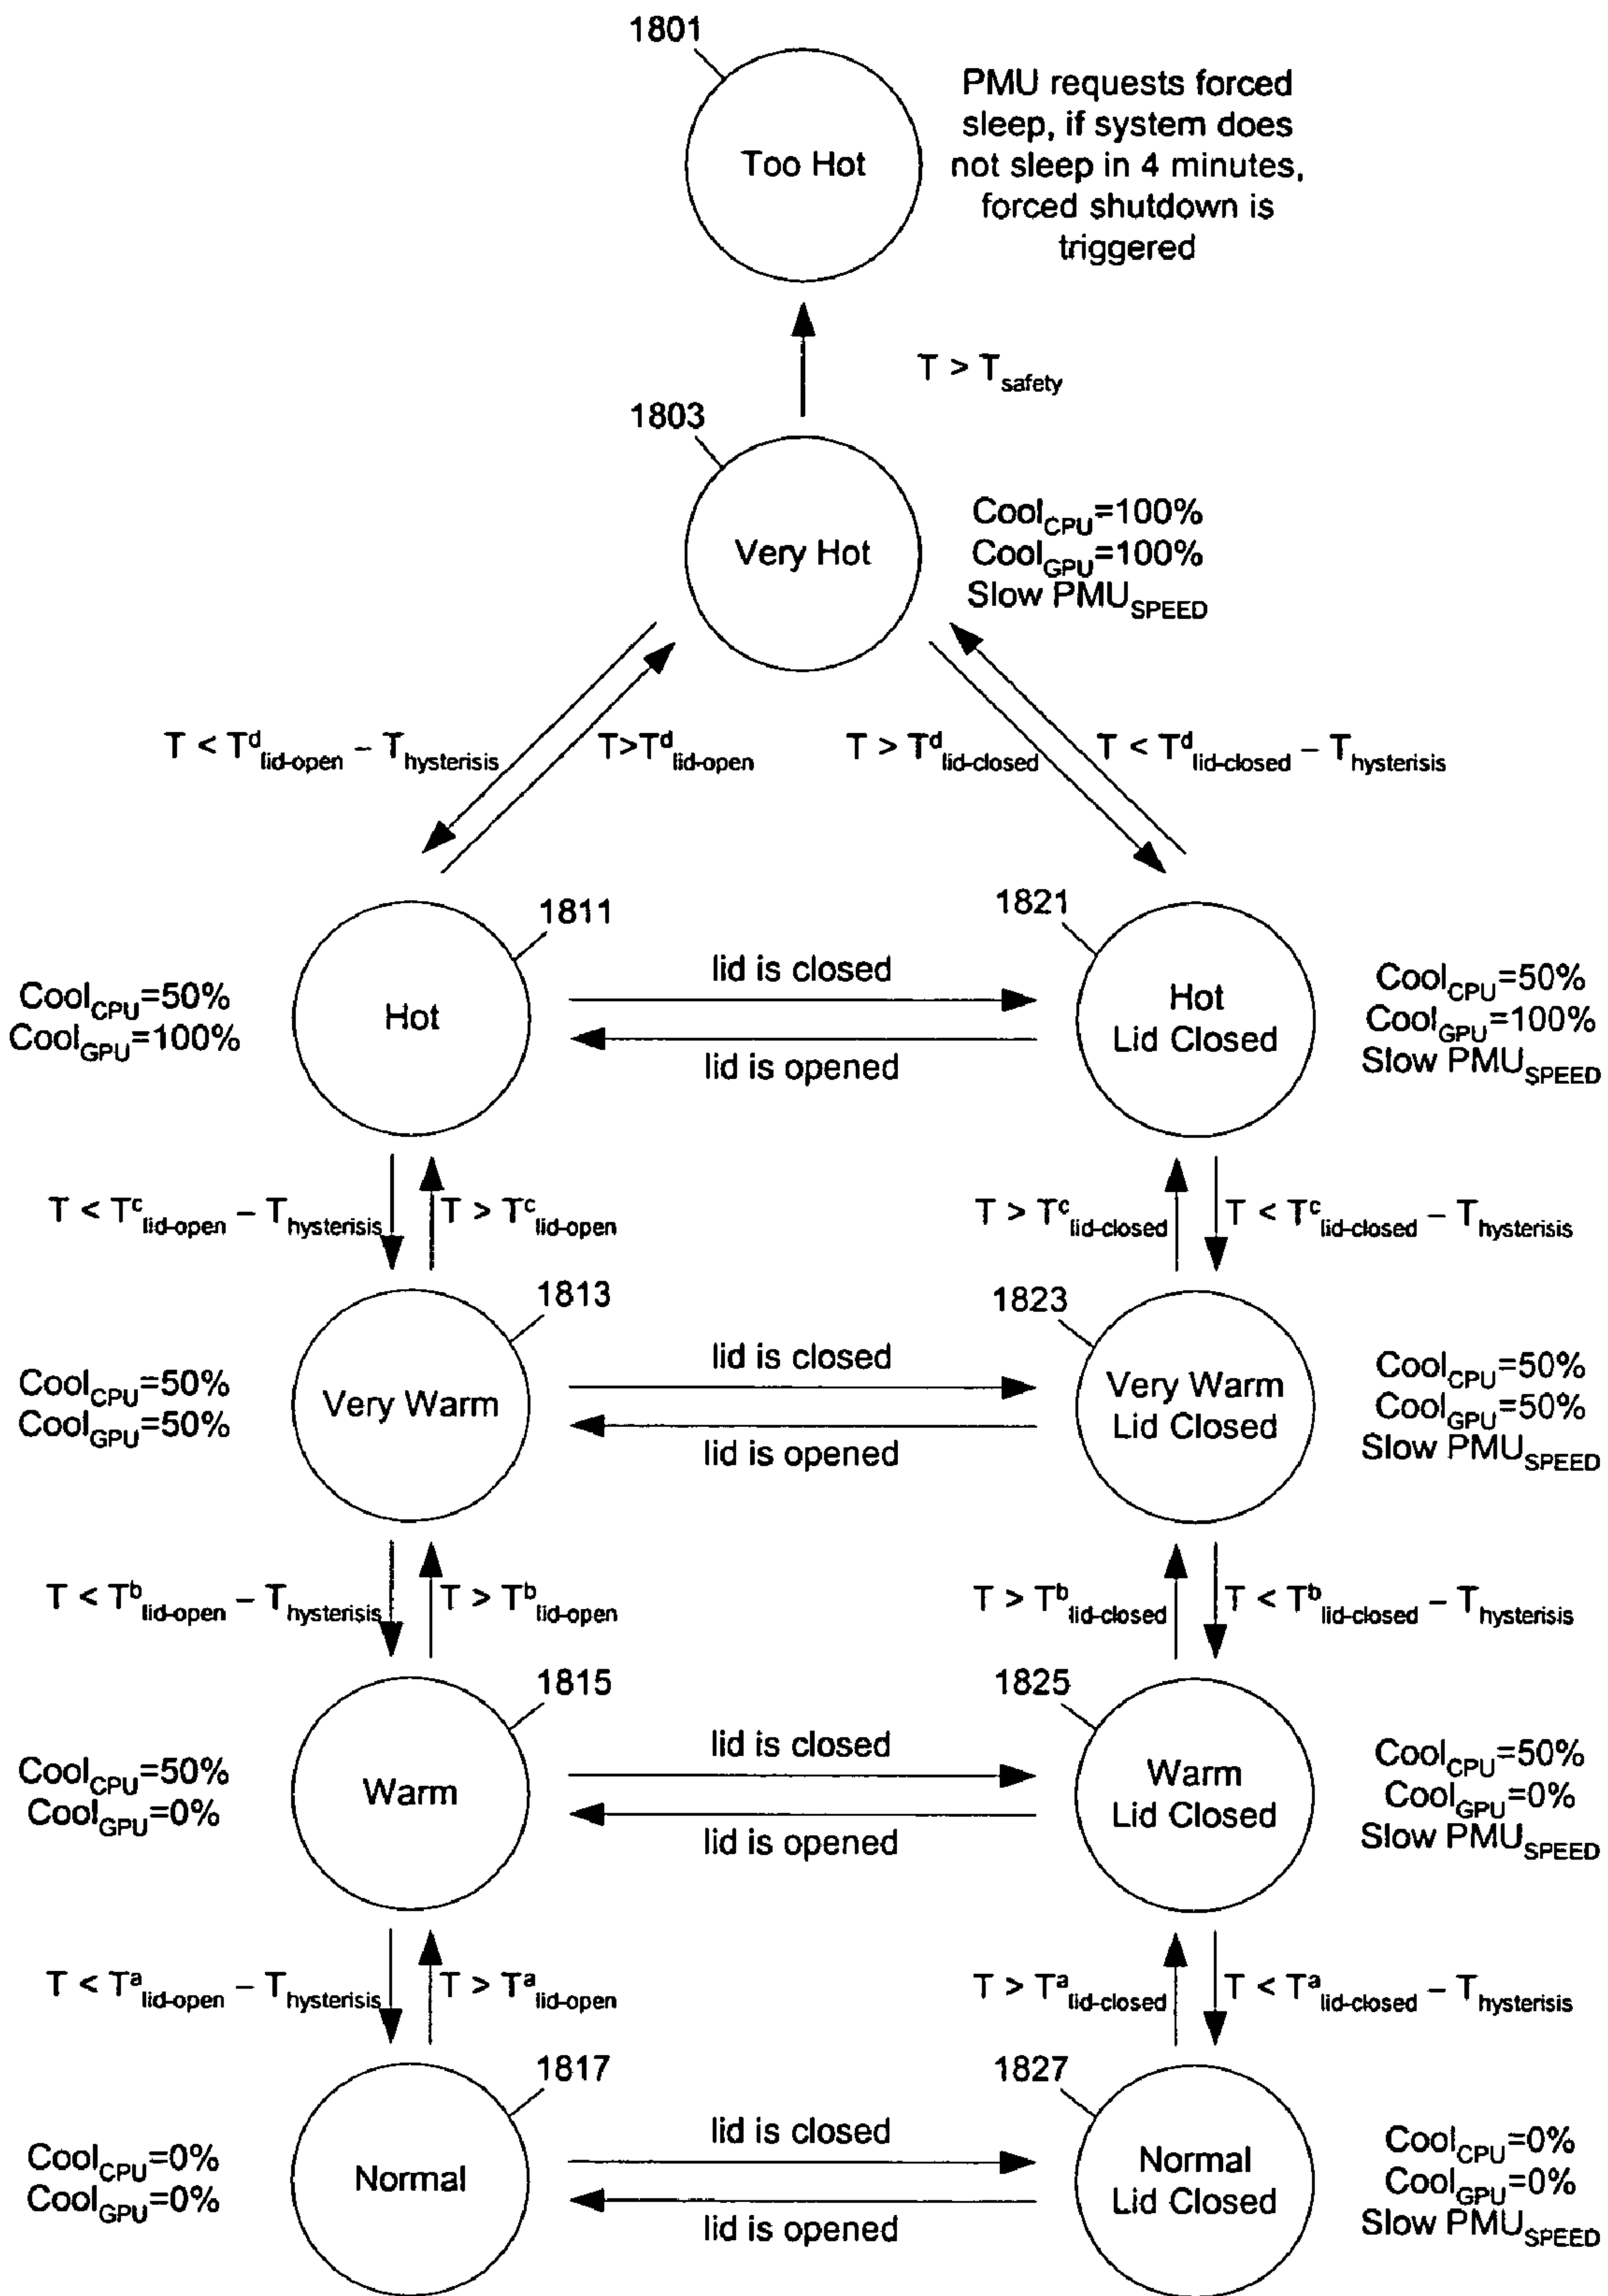 1801
PMU requests forced
sleep, if system does
not sleep in 4 minutes,
forced shutdown is
triggered
Too Hot
T > Tsafety
1803
Very Hot
CoolCPU=100%
CoolGPU=100%
Slow PMUSPEED
T < Tdlid-open – Thysterisis
T>Tdlid-open
T > Tdlid-closed
T < Tdlid-closed – Thysterisis
1811
1821
CoolCPU=50%
CoolGPU=100%
Hot
lid is closed
lid is opened
Hot
Lid Closed
CoolCPU=50%
CoolGPU=100%
Slow PMUSPEED
T < Tclid-open – Thysterisis
T > Tclid-open
T > Tclid-closed
T < Tclid-closed – Thysterisis
1813
1823
CoolCPU=50%
CoolGPU=50%
Very Warm
lid is closed
lid is opened
Very Warm
Lid Closed
CoolCPU=50%
CoolGPU=50%
Slow PMUSPEED
T < Tblid-open – Thysterisis
T > Tblid-open
T > Tblid-closed
T < Tblid-closed – Thysterisis
1815
1825
CoolCPU=50%
CoolGPU=0%
Warm
lid is closed
lid is opened
Warm
Lid Closed
CoolCPU=50%
CoolGPU=0%
Slow PMUSPEED
T < Talid-open – Thysterisis
T > Talid-open
T > Talid-closed
T < Talid-closed – Thysterisis
1817
1827
CoolCPU=0%
CoolGPU=0%
Normal
lid is closed
lid is opened
Normal
Lid Closed
CoolCPU=0%
CoolGPU=0%
Slow PMUSPEED